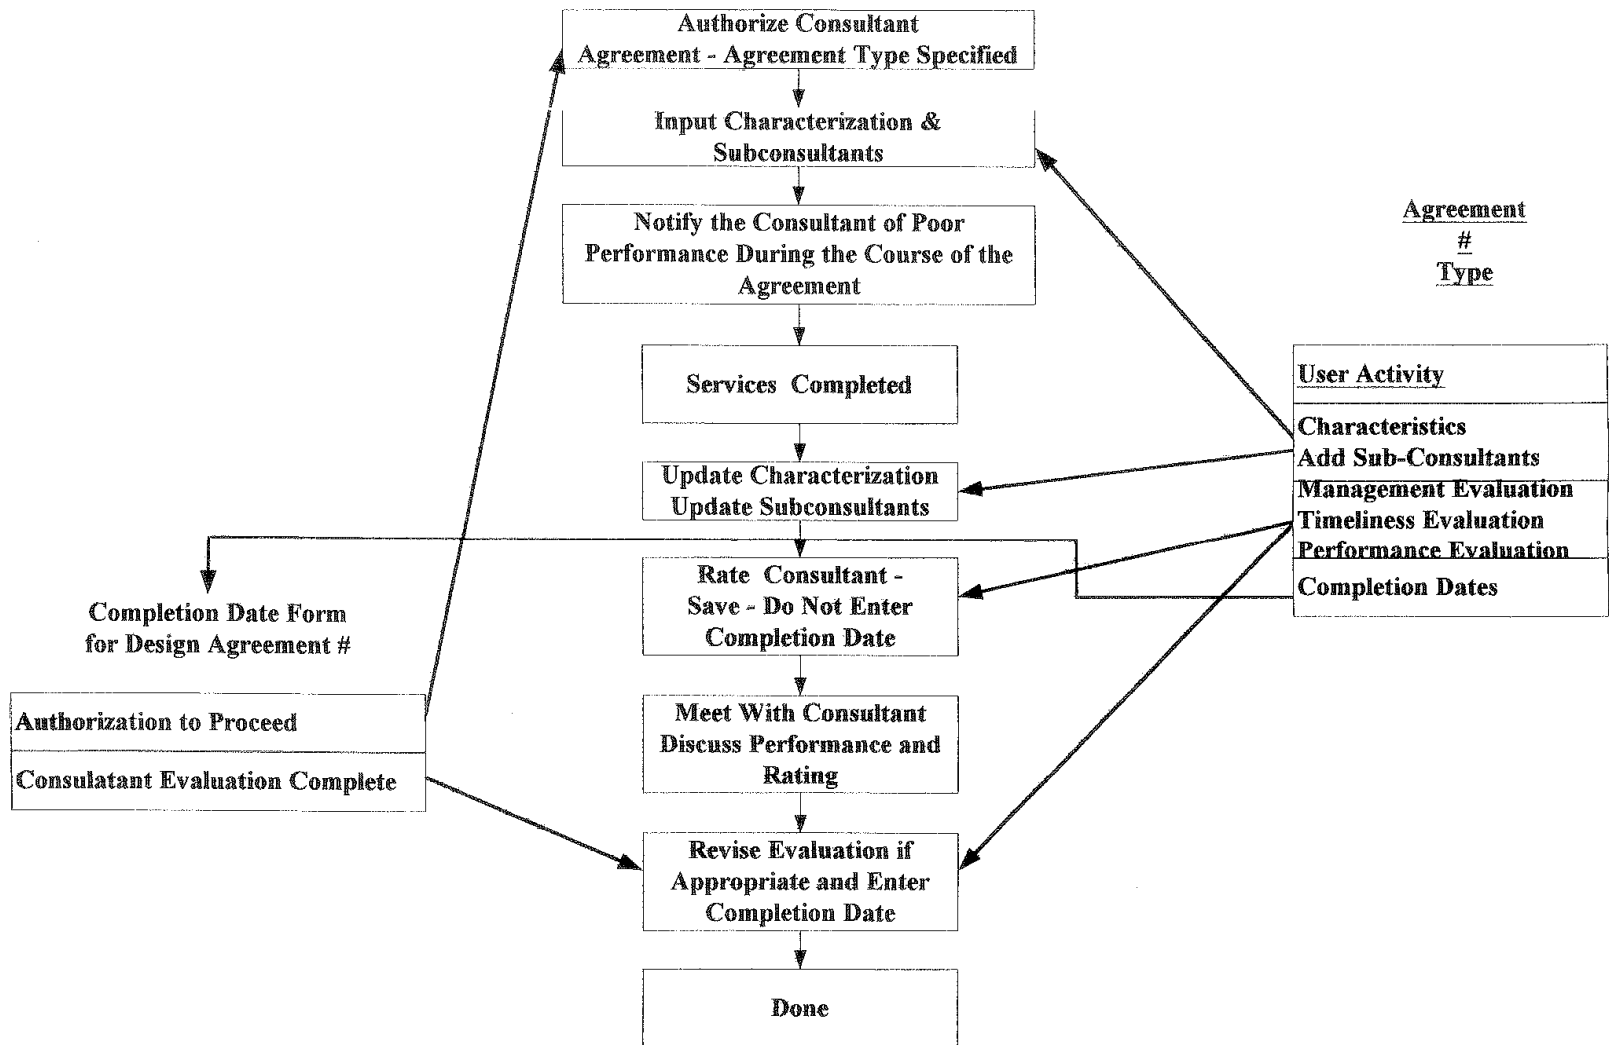 Authorize Consultant
Agreement - Agreement Type Specified
Input Characterization &
Subconsultants
Notify the Consultant of Poor
Performance During the Course of the
Agreement
Services Completed
Update Characterization
Update Subconsultants
Rate Consultant -
Save - Do Not Enter
Completion Date
Meet With Consultant
Discuss Performance and
Rating
Revise Evaluation if
Appropriate and Enter
Completion Date
Done
Completion Date Form
for Design Agreement #
Authorization to Proceed
Consulatant Evaluation Complete
Agreement
#
Type
User Activity
Characteristics
Add Sub-Consultants
Management Evaluation
Timeliness Evaluation
Performance Evaluation
Completion Dates